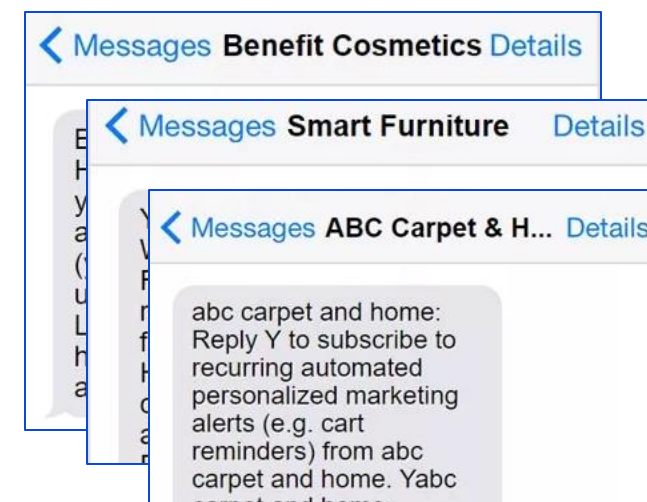 Messages Benefit Cosmetics Details
Messages Smart Furniture Details
Messages ABC Carpet & H... Details
abc carpet and home:
Reply Y to subscribe to
recurring automated
personalized marketing
alerts (e.g. cart
reminders) from abc
carpet and home. Yabc